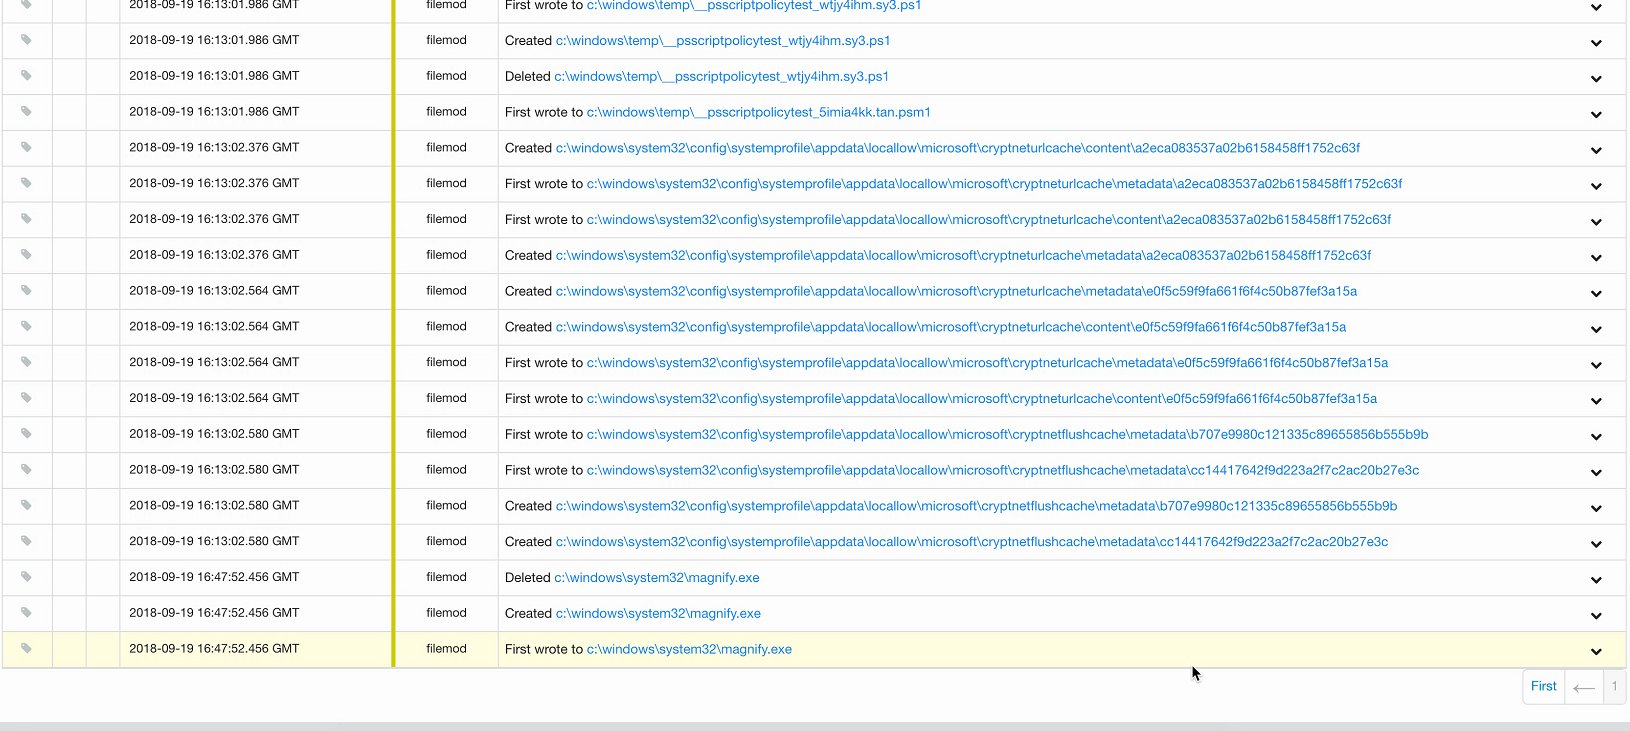 2018-09-19 16:13:01.986 GMT filemod First wrote to c:\windows\temp\__psscriptpolicytest_wtjy4ihm.sy3.ps1
2018-09-19 16:13:01.986 GMT filemod Created c:\windows\temp\__psscriptpolicytest_wtjy4ihm.sy3.ps1
2018-09-19 16:13:01.986 GMT filemod Deleted c:\windows\temp\__psscriptpolicytest_wtjy4ihm.sy3.ps1
2018-09-19 16:13:01.986 GMT filemod First wrote to c:\windows\temp\__psscriptpolicytest_5imia4kk.tan.psm1
2018-09-19 16:13:02.376 GMT filemod Created c:\windows\system32\config\systemprofile\appdata\locallow\microsoft\cryptneturlcache\content\a2eca083537a02b6158458ff1752c63f
2018-09-19 16:13:02.376 GMT filemod First wrote to c:\windows\system32\config\systemprofile\appdata\locallow\microsoft\cryptneturlcache\metadata\a2eca083537a02b6158458ff1752c63f
2018-09-19 16:13:02.376 GMT filemod First wrote to c:\windows\system32\config\systemprofile\appdata\locallow\microsoft\cryptneturlcache\content\a2eca083537a02b6158458ff1752c63f
2018-09-19 16:13:02.376 GMT filemod Created c:\windows\system32\config\systemprofile\appdata\locallow\microsoft\cryptneturlcache\metadata\a2eca083537a02b6158458ff1752c63f
2018-09-19 16:13:02.564 GMT filemod Created c:\windows\system32\config\systemprofile\appdata\locallow\microsoft\cryptneturlcache\metadata\e0f5c59f9fa661f6f4c50b87fef3a15a
2018-09-19 16:13:02.564 GMT filemod Created c:\windows\system32\config\systemprofile\appdata\locallow\microsoft\cryptneturlcache\content\e0f5c59f9fa661f6f4c50b87fef3a15a
2018-09-19 16:13:02.564 GMT filemod First wrote to c:\windows\system32\config\systemprofile\appdata\locallow\microsoft\cryptneturlcache\metadata\e0f5c59f9fa661f6f4c50b87fef3a15a
2018-09-19 16:13:02.564 GMT filemod First wrote to c:\windows\system32\config\systemprofile\appdata\locallow\microsoft\cryptneturlcache\content\e0f5c59f9fa661f6f4c50b87fef3a15a
2018-09-19 16:13:02.580 GMT filemod First wrote to c:\windows\system32\config\systemprofile\appdata\locallow\microsoft\cryptnetflushcache\metadata\b707e9980c121335c89655856b555b9b
2018-09-19 16:13:02.580 GMT filemod First wrote to c:\windows\system32\config\systemprofile\appdata\locallow\microsoft\cryptnetflushcache\metadata\cc14417642f9d223a2f7c2ac20b27e3c
2018-09-19 16:13:02.580 GMT filemod Created c:\windows\system32\config\systemprofile\appdata\locallow\microsoft\cryptnetflushcache\metadata\b707e9980c121335c89655856b555b9b
2018-09-19 16:13:02.580 GMT filemod Created c:\windows\system32\config\systemprofile\appdata\locallow\microsoft\cryptnetflushcache\metadata\cc14417642f9d223a2f7c2ac20b27e3c
2018-09-19 16:47:52.456 GMT filemod Deleted c:\windows\system32\magnify.exe
2018-09-19 16:47:52.456 GMT filemod Created c:\windows\system32\magnify.exe
2018-09-19 16:47:52.456 GMT filemod First wrote to c:\windows\system32\magnify.exe
First ← 1